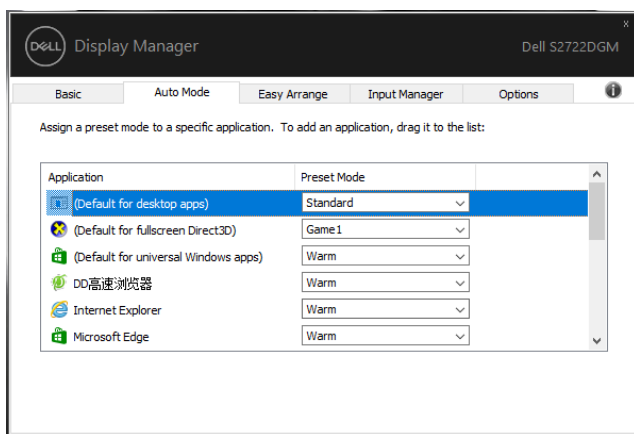 DELL Display Manager Dell S2722DGM
Basic Auto Mode Easy Arrange Input Manager Options
Assign a preset mode to a specific application. To add an application, drag it to the list:
Application Preset Mode
(Default for desktop apps) Standard
(Default for fullscreen Direct3D) Game1
(Default for universal Windows apps) Warm
DD高速浏览器 Warm
Internet Explorer Warm
Microsoft Edge Warm